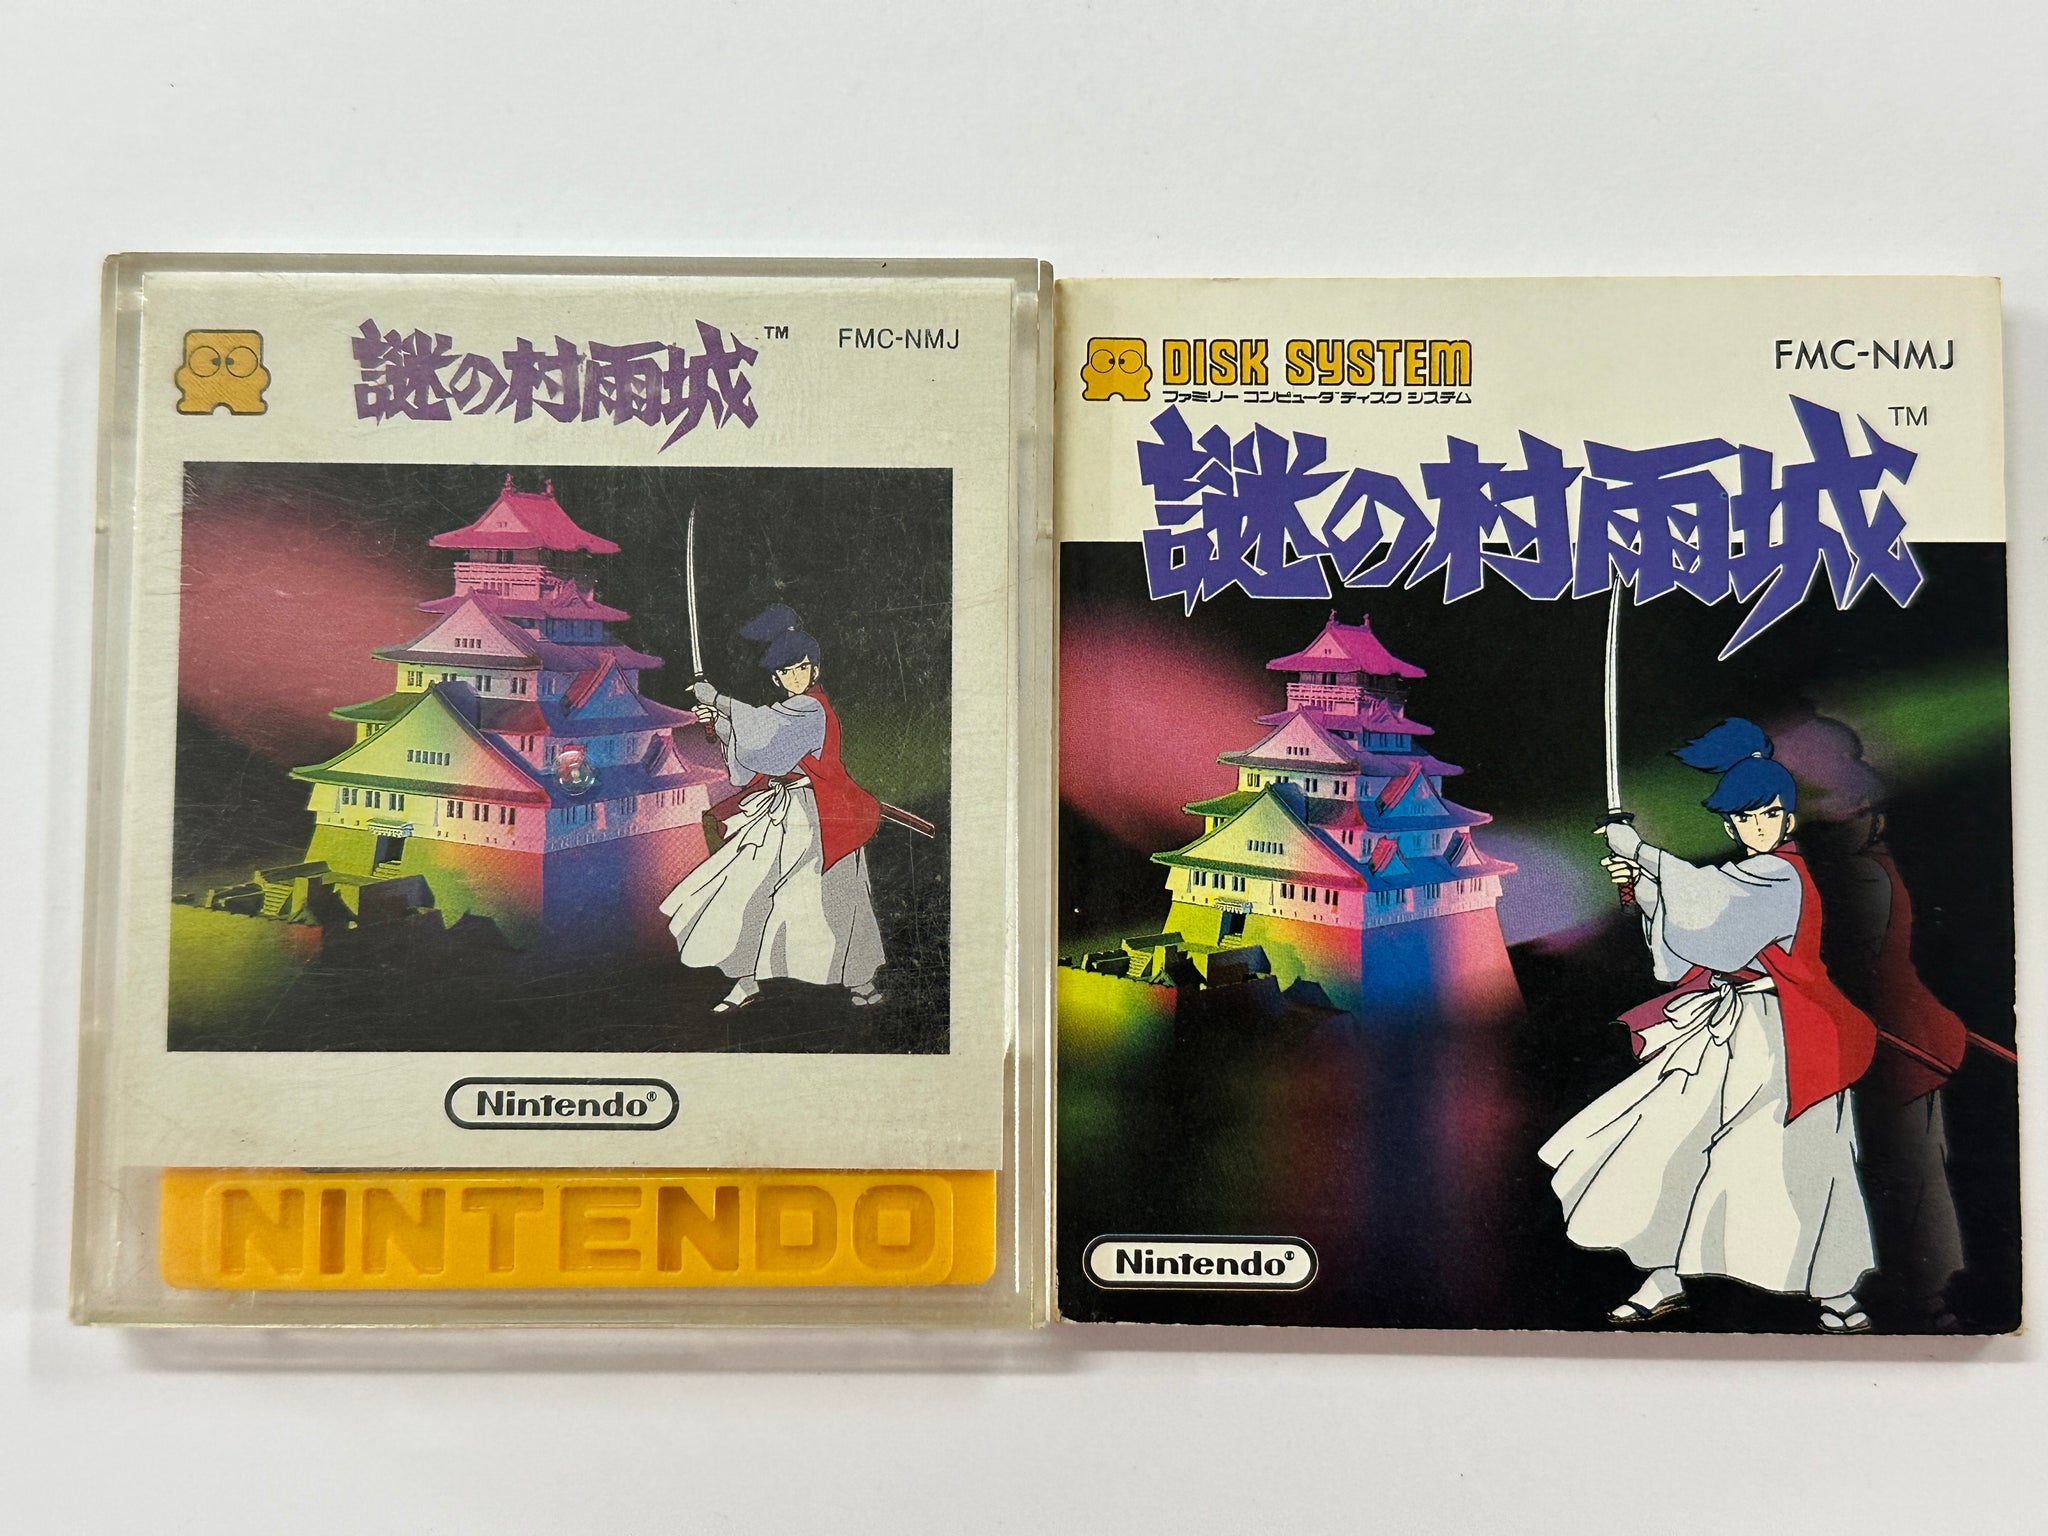 謎の村雨城™
FMC-NMJ
Nintendo®
NINTENDO
DISK SYSTEM
ファミリー コンピュータ ディスク システム
FMC-NMJ
謎の村雨城™
Nintendo®